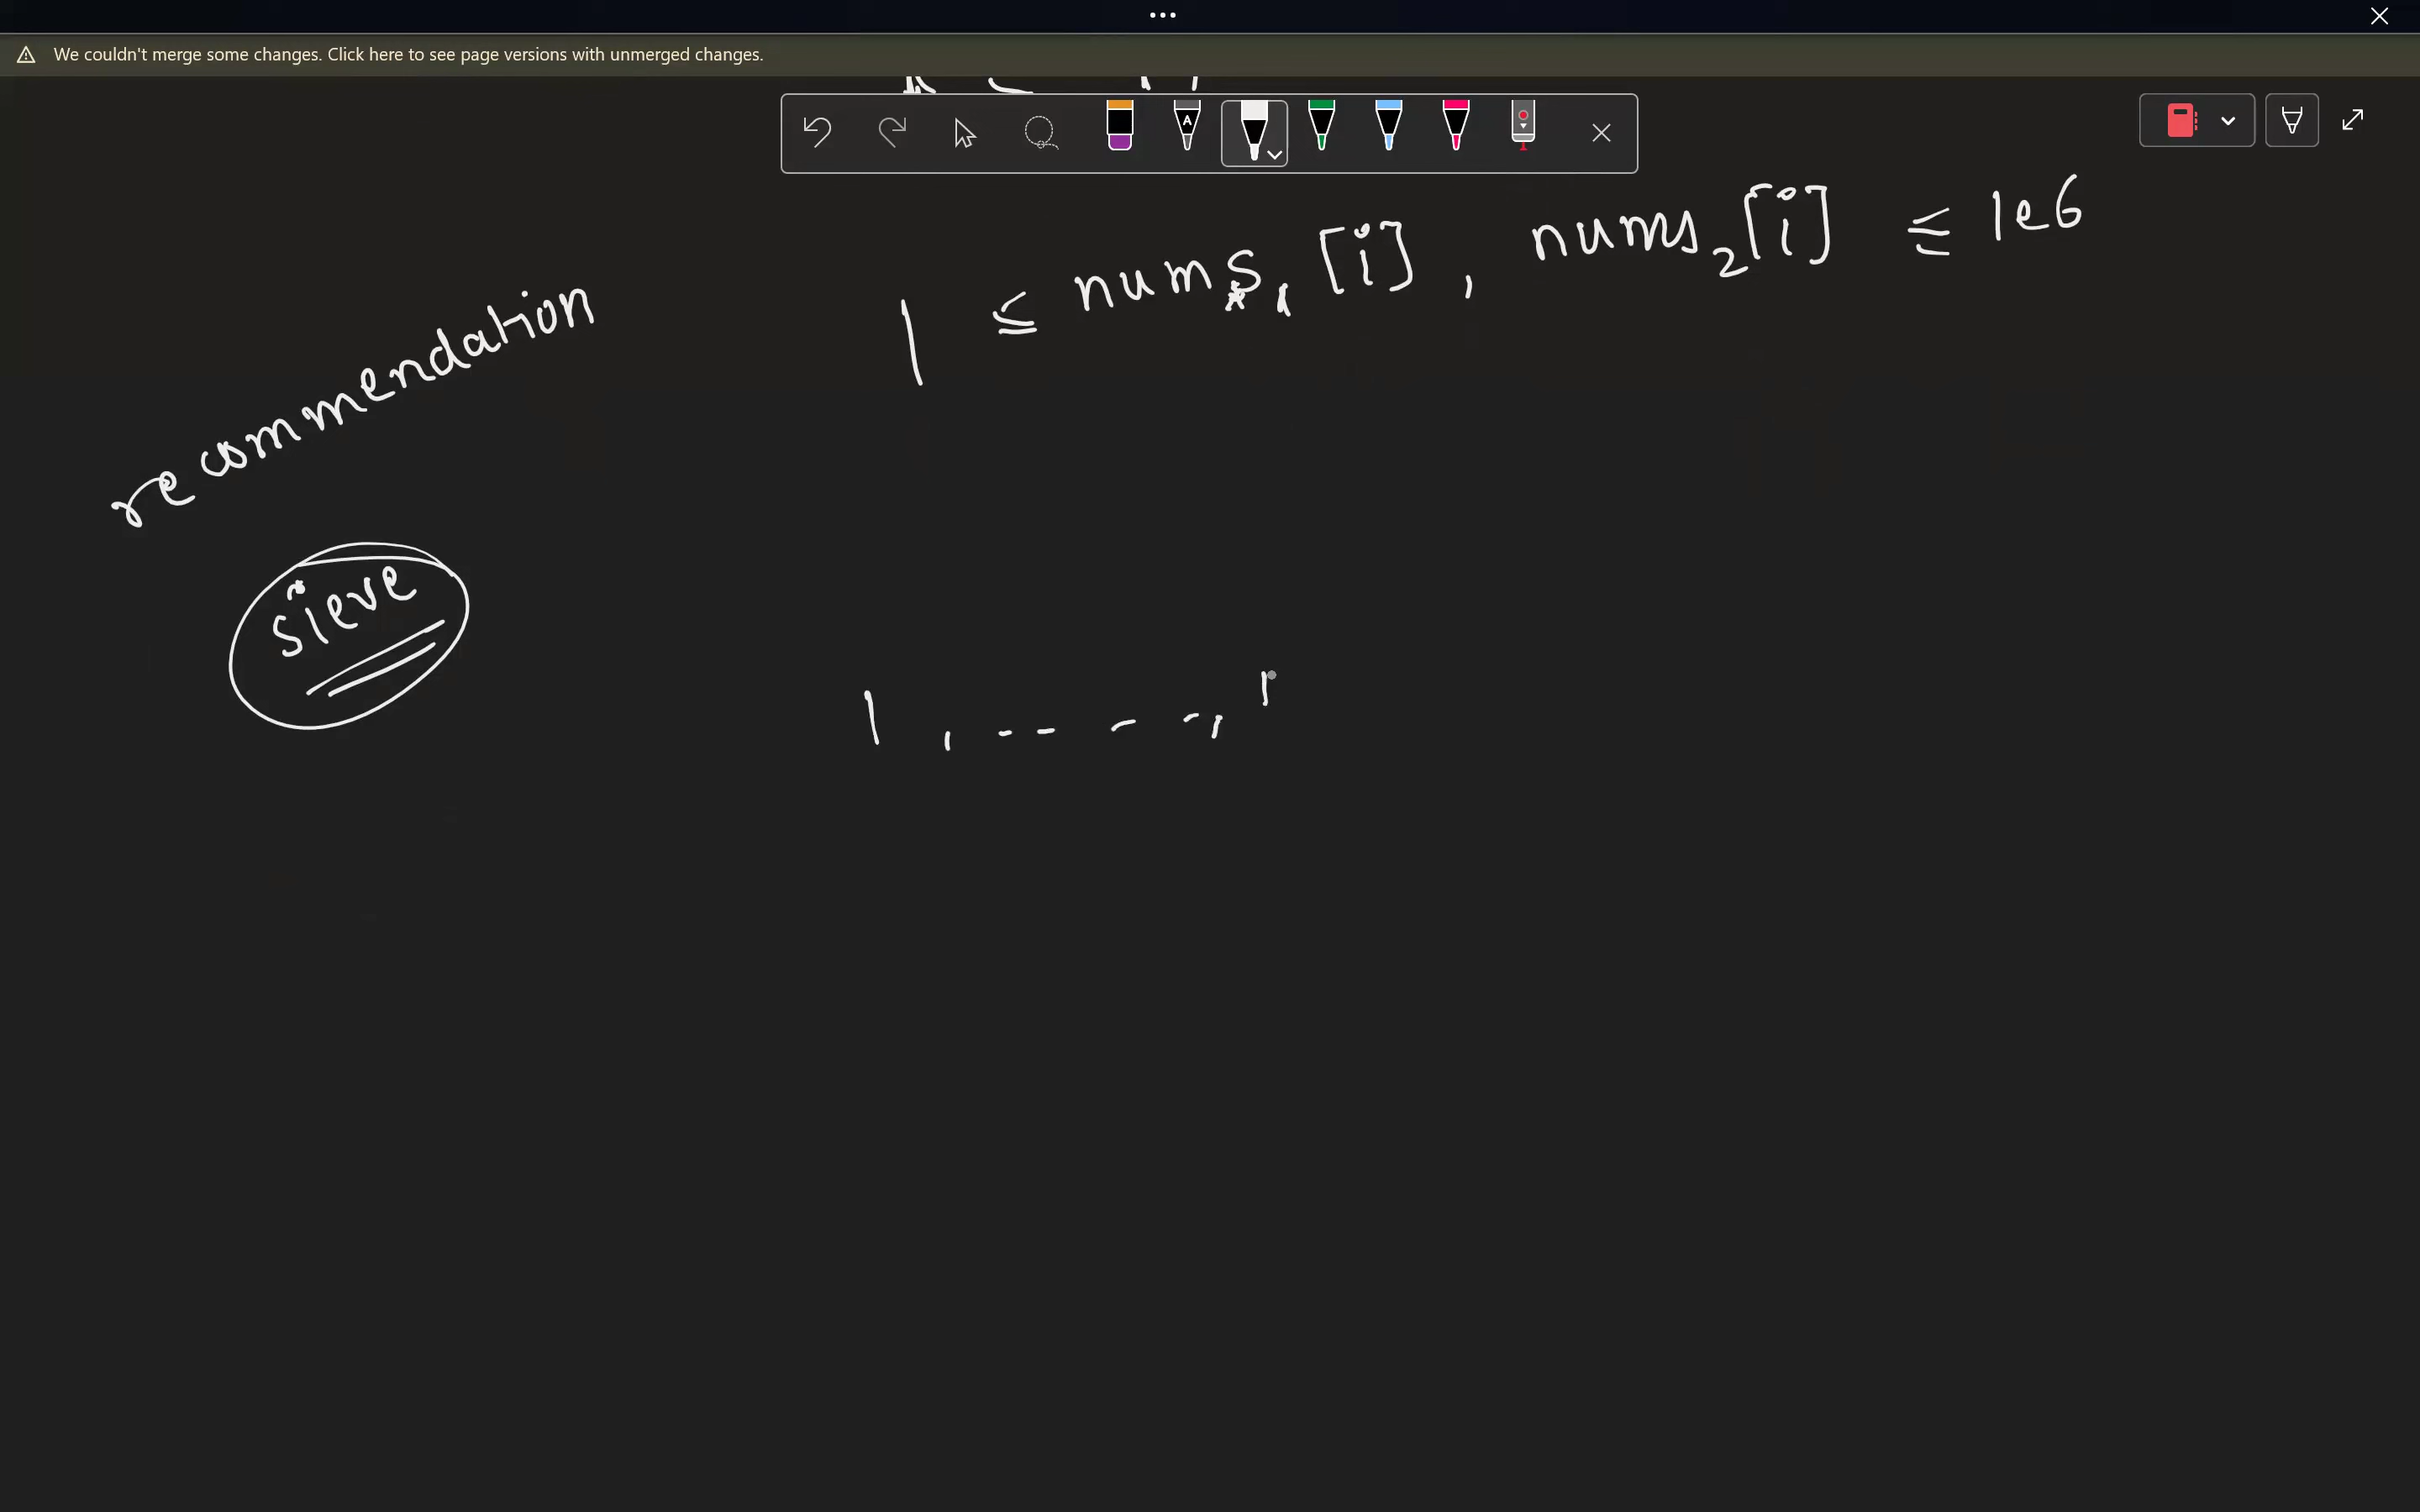 We couldn't merge some changes. Click here to see page versions with unmerged changes.
A
1 ≤ nums₁[i], nums₂[i] ≤ 1e6
recommendation
sieve
1, -- - -,